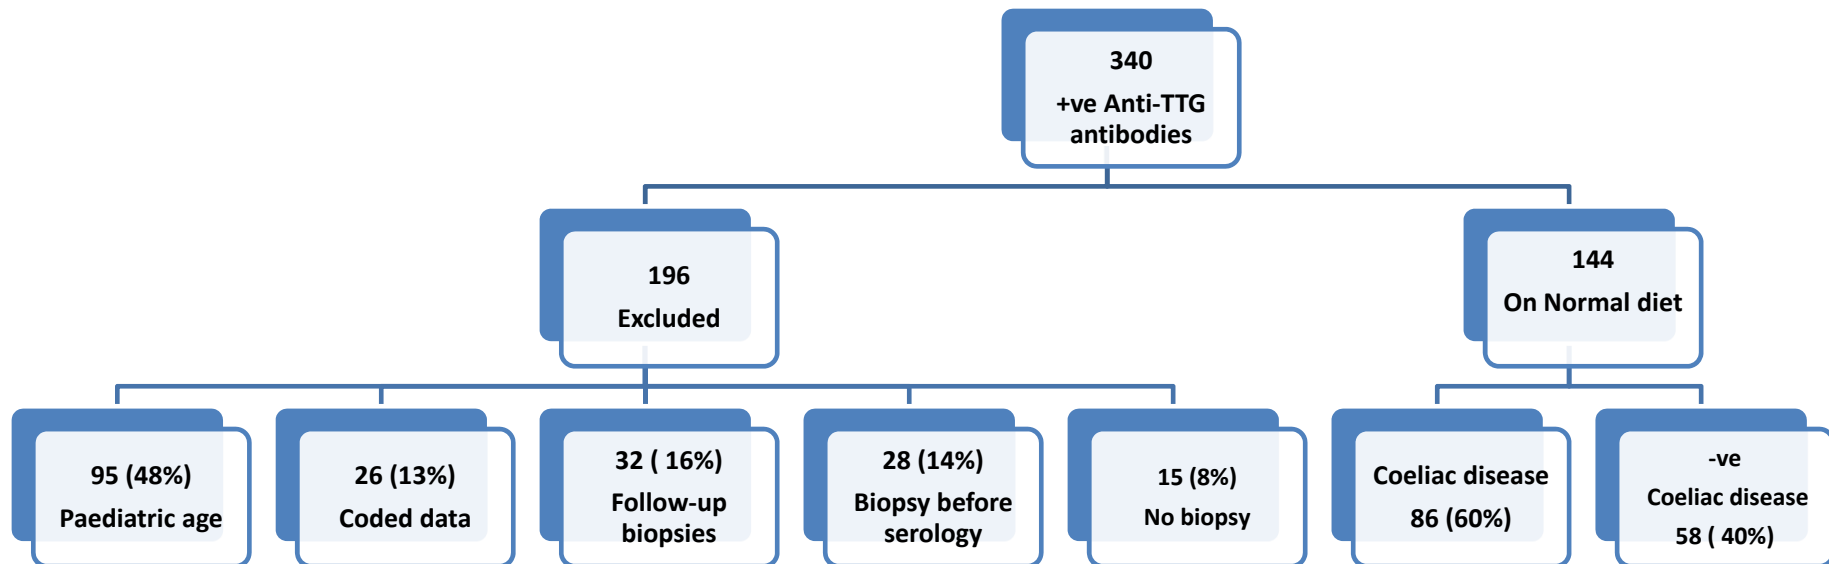 340
+ve Anti-TTG
antibodies
196
Excluded
144
On Normal diet
95 (48%)
Paediatric age
26 (13%)
Coded data
32 ( 16%)
Follow-up
biopsies
28 (14%)
Biopsy before
serology
15 (8%)
No biopsy
Coeliac disease
86 (60%)
-ve
Coeliac disease
58 ( 40%)